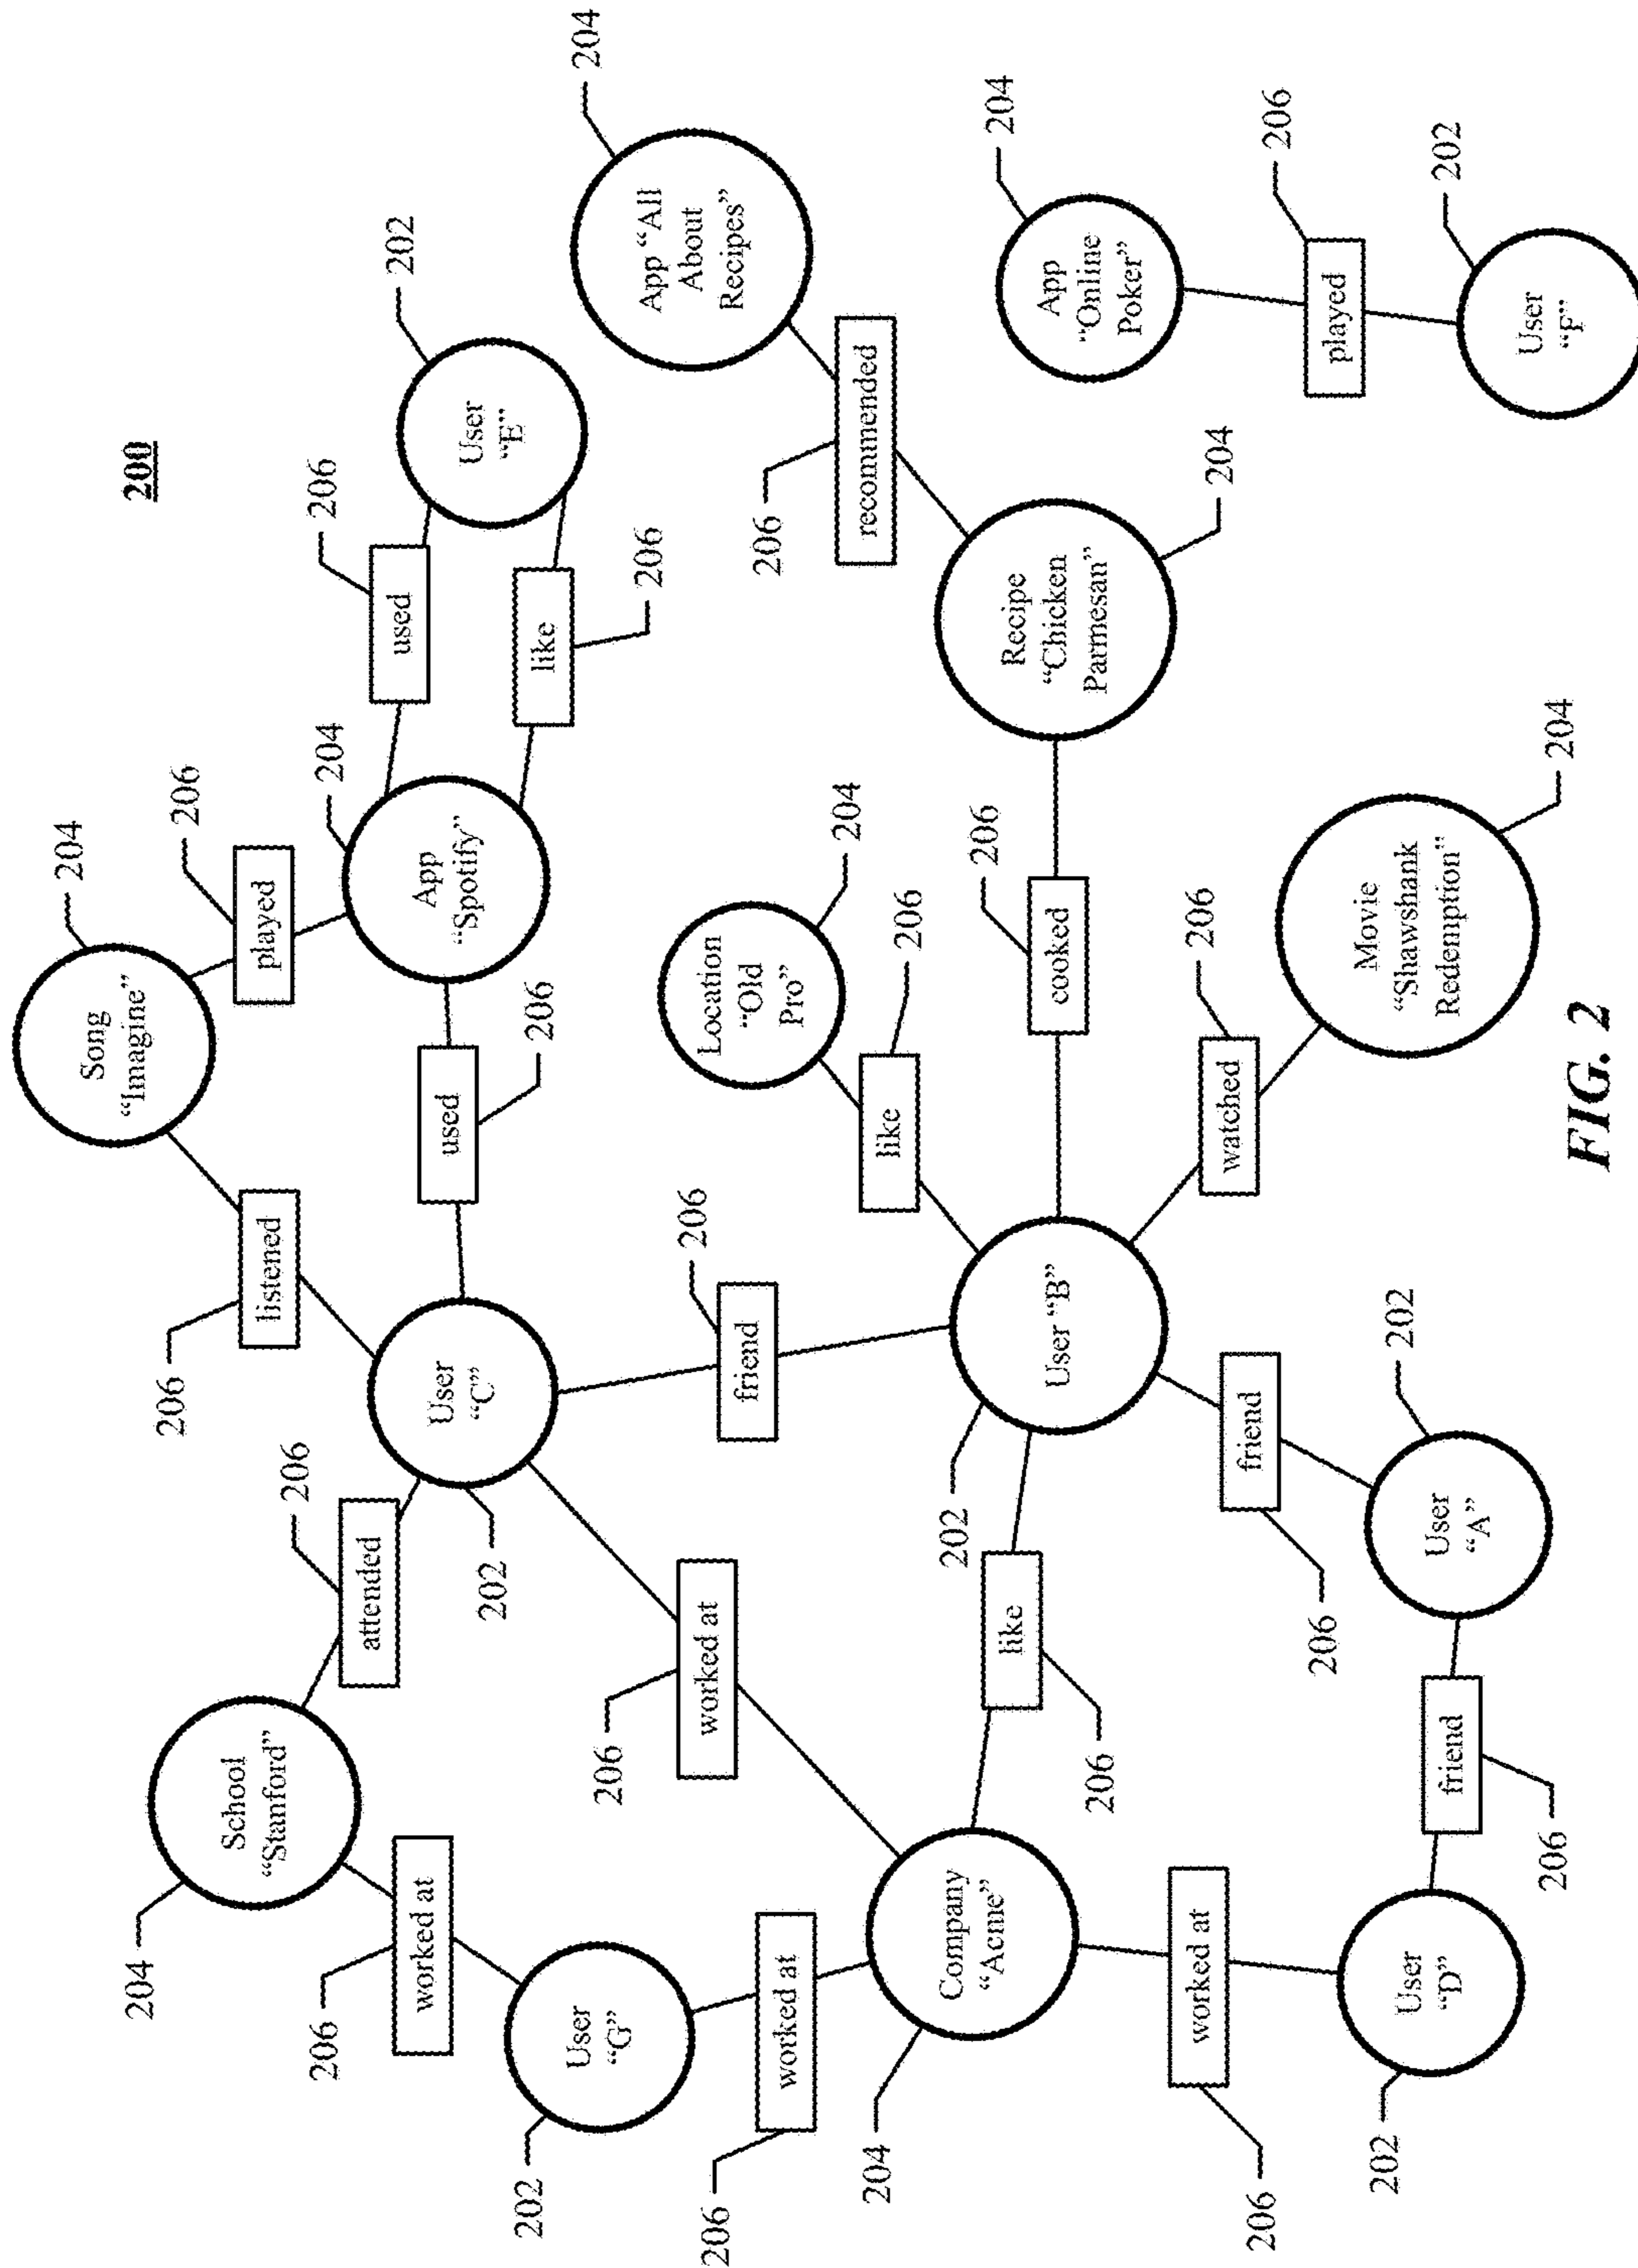 200
204
Song
“Imagine”
206
listened
206
played
204
School
“Stanford”
206
attended
206
used
202
User
“E”
204
206
worked at
User
“C”
202
used
206
App
“Spotify”
204
like
206
202
User
“G”
206
worked at
206
friend
206
worked at
206
recommended
App “All
About
Recipes”
204
204
Company
“Acme”
like
206
202
User “B”
like
206
Location
“Old
Pro”
204
cooked
206
Recipe
“Chicken
Parmesan”
204
206
worked at
206
friend
watched
206
App
“Online
Poker”
204
202
User
“D”
friend
206
User
“A”
202
Movie
“Shawshank
Redemption”
204
played
206
User
“F”
202
FIG. 2